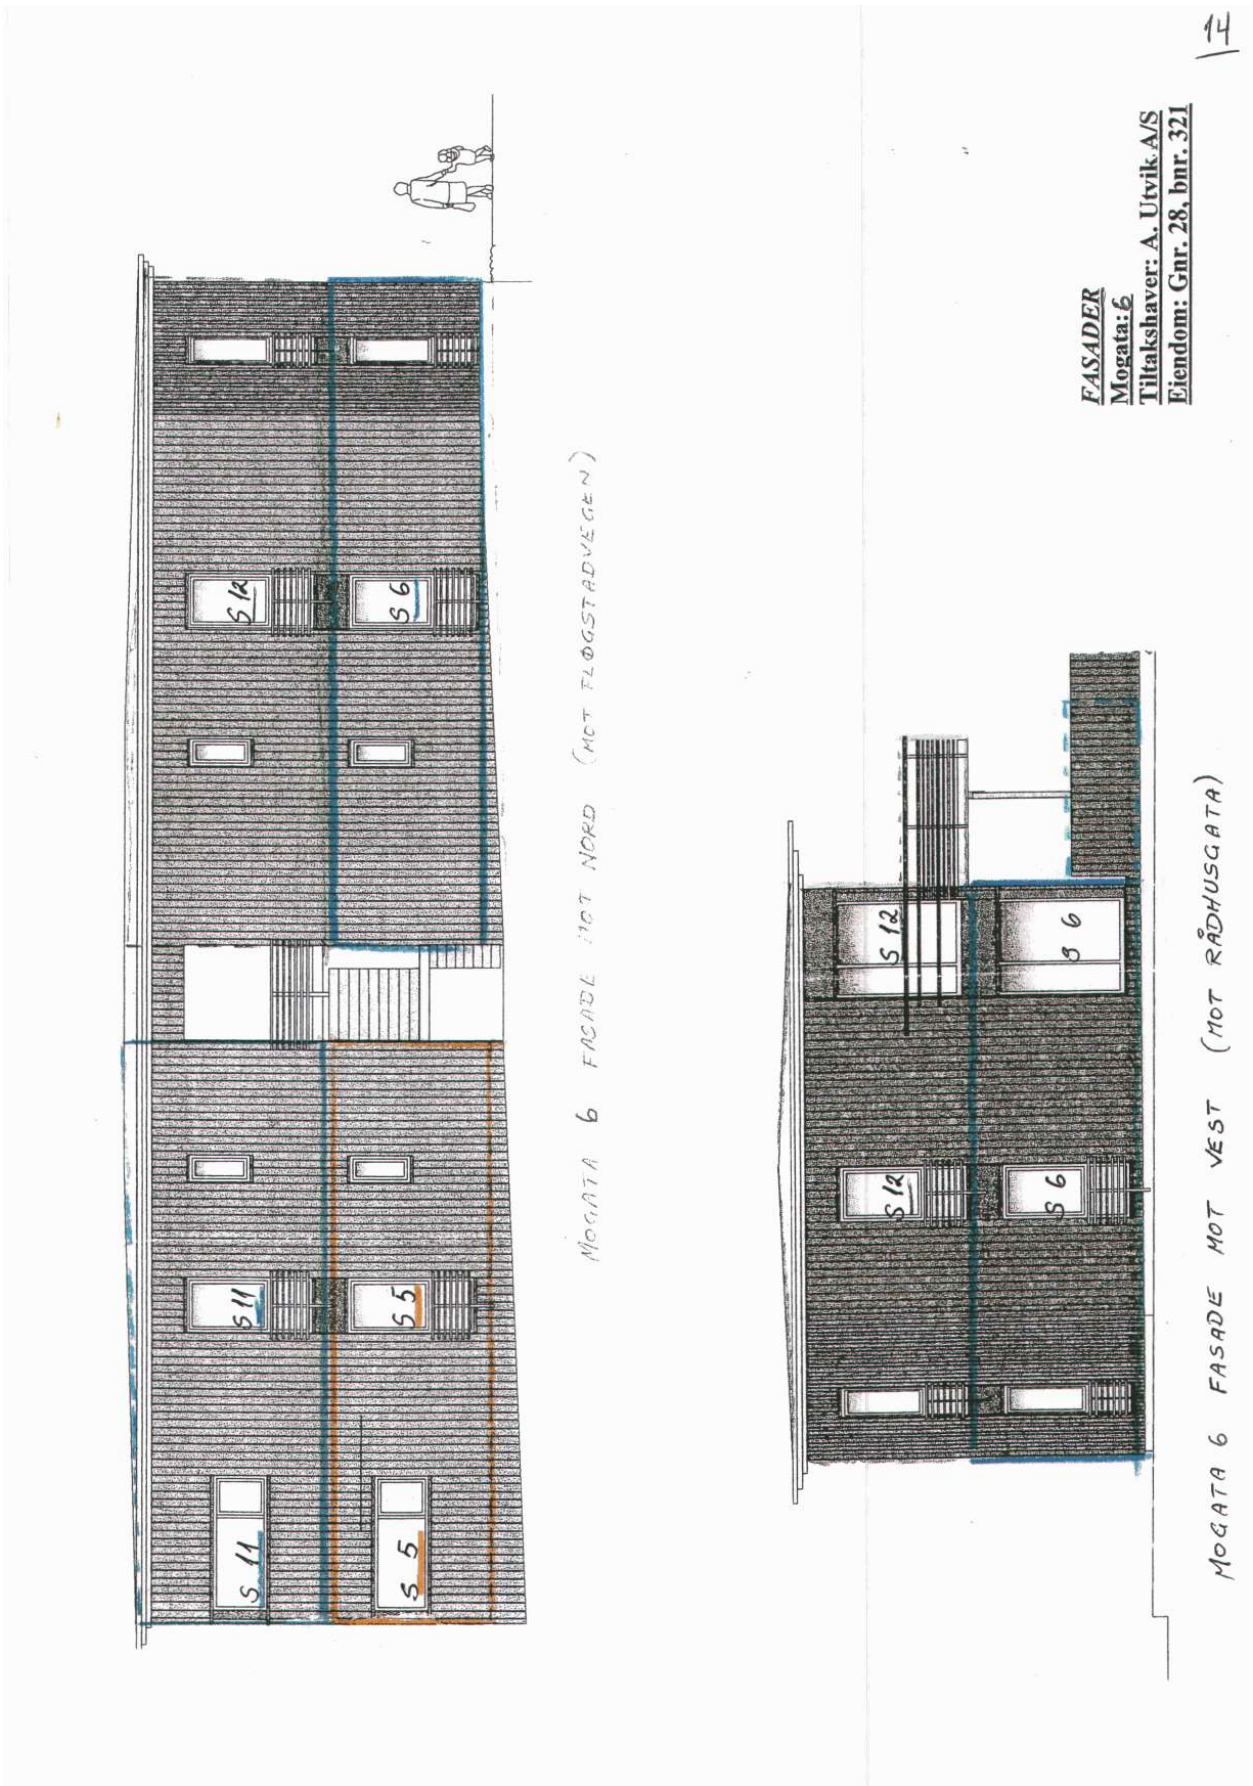 14
FASADER
Mogata: 6
Tiltakshaver: A. Utvik A/S
Eiendom: Gnr. 28, bnr. 321
S 11
S 11
S 12
S 5
S 5
S 6
MOGATA 6 FASADE MOT NORD (MOT FLØGSTADVEGEN)
S 12
S 12
S 6
S 6
MOGATA 6 FASADE MOT VEST (MOT RÅDHUSGATA)